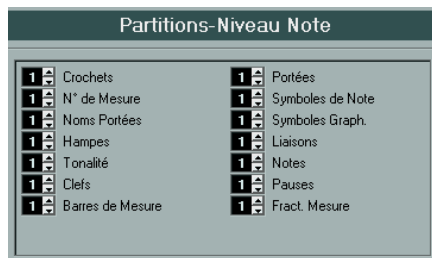 Partitions-Niveau Note
1 Crochets
1 N° de Mesure
1 Noms Portées
1 Hampes
1 Tonalité
1 Clefs
1 Barres de Mesure
1 Portées
1 Symboles de Note
1 Symboles Graph.
1 Liaisons
1 Notes
1 Pauses
1 Fract. Mesure